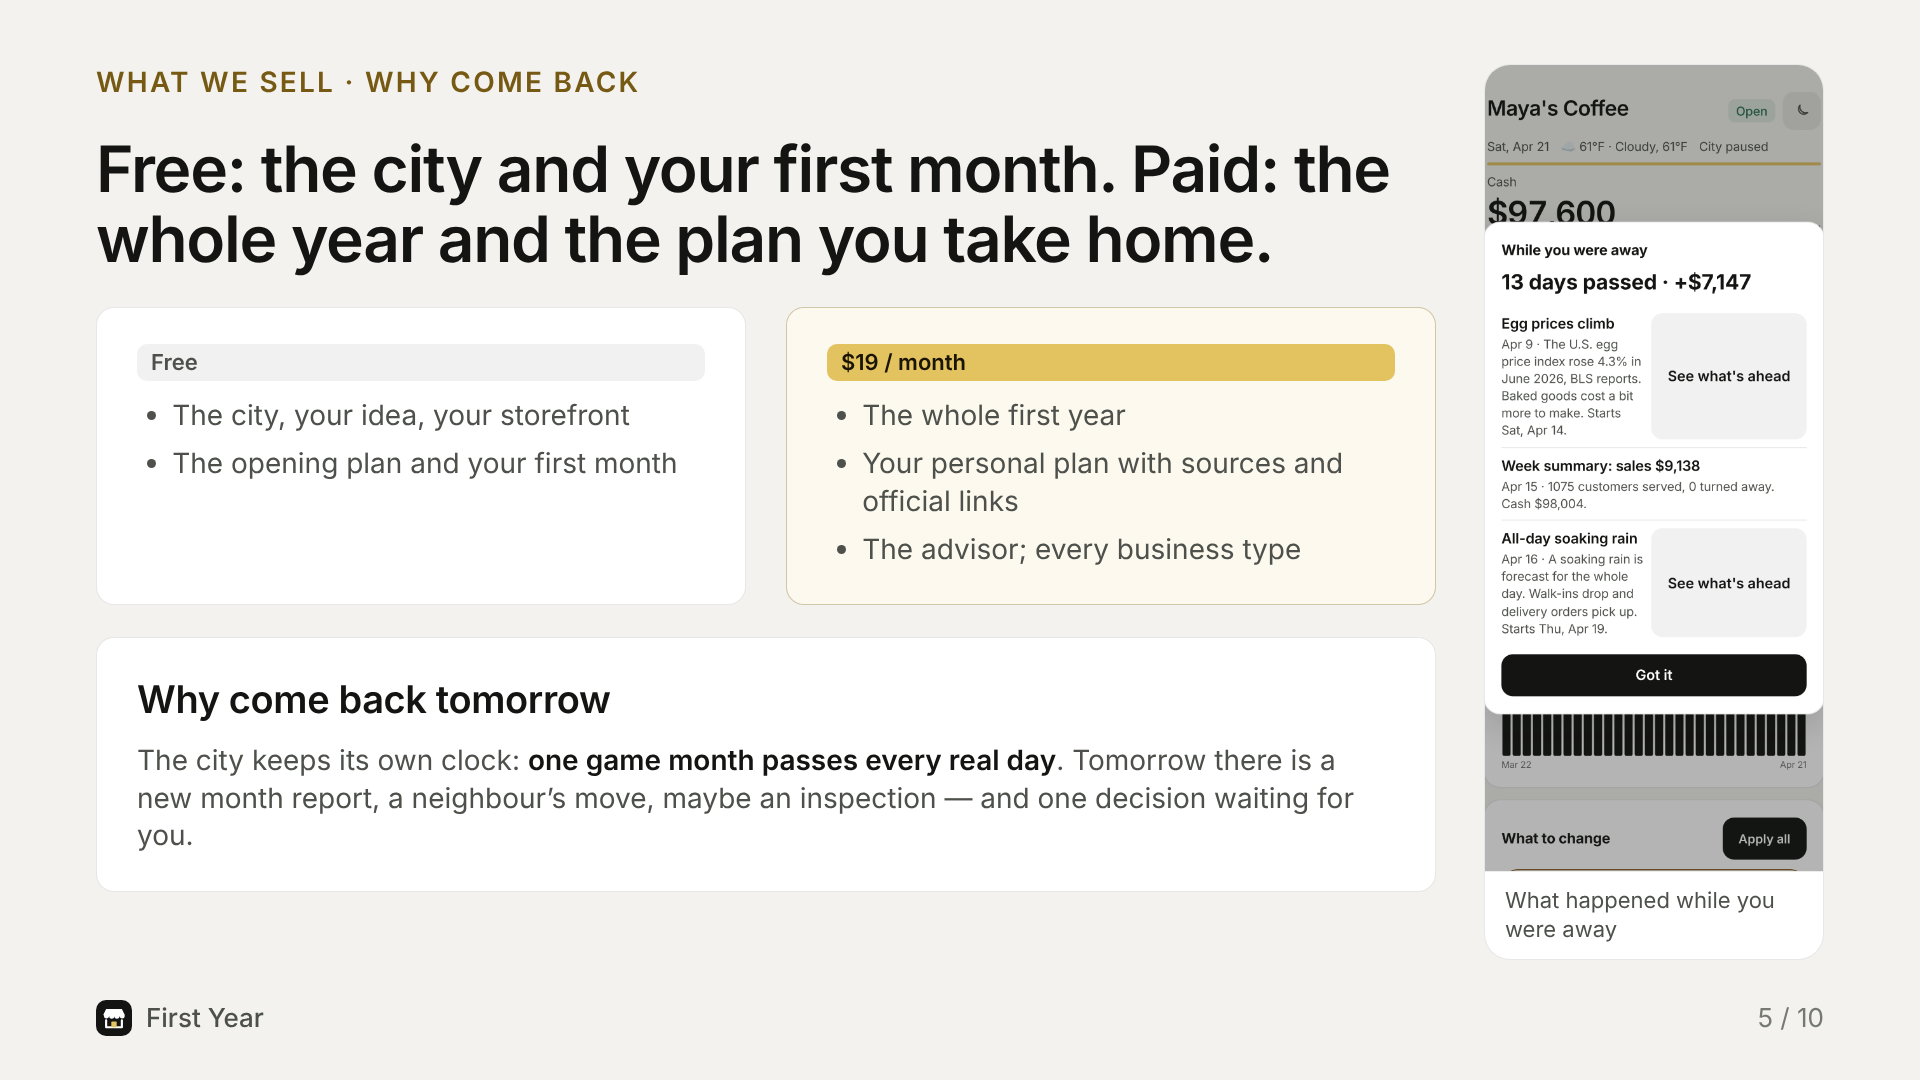 WHAT WE SELL · WHY COME BACK
Free: the city and your first month. Paid: the
whole year and the plan you take home.
Free
• The city, your idea, your storefront
• The opening plan and your first month
$19 / month
• The whole first year
• Your personal plan with sources and
official links
• The advisor; every business type
Why come back tomorrow
The city keeps its own clock: one game month passes every real day. Tomorrow there is a
new month report, a neighbour’s move, maybe an inspection — and one decision waiting for
you.
Maya's Coffee
Open
Sat, Apr 21 61°F · Cloudy, 61°F City paused
Cash
$97,600
While you were away
13 days passed · +$7,147
Egg prices climb
Apr 9 · The U.S. egg
price index rose 4.3% in
June 2026, BLS reports.
Baked goods cost a bit
more to make. Starts
Sat, Apr 14.
See what's ahead
Week summary: sales $9,138
Apr 15 · 1075 customers served, 0 turned away.
Cash $98,004.
All-day soaking rain
Apr 16 · A soaking rain is
forecast for the whole
day. Walk-ins drop and
delivery orders pick up.
Starts Thu, Apr 19.
See what's ahead
Got it
Mar 22 Apr 21
What to change
Apply all
What happened while you
were away
First Year
5 / 10